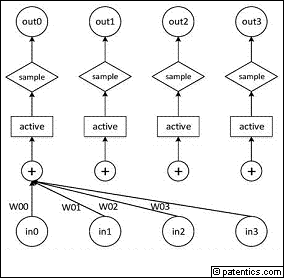 out0 out1 out2 out3
sample sample sample sample
active active active active
+ + + +
W00 W01 W02 W03
in0 in1 in2 in3
© patentics.com